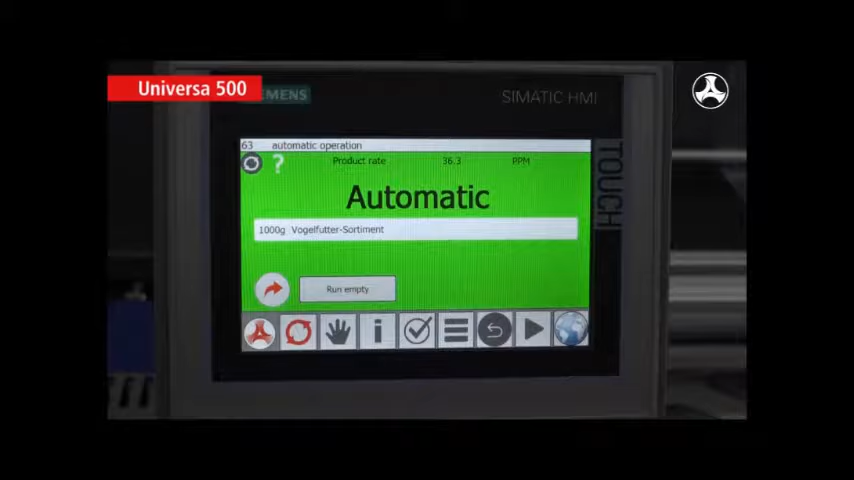 Universa 500
EMENS
SIMATIC HMI
TOUCH
63 automatic operation
? Product rate 36.3 PPM
Automatic
1000g Vogelfutter-Sortiment
Run empty
i